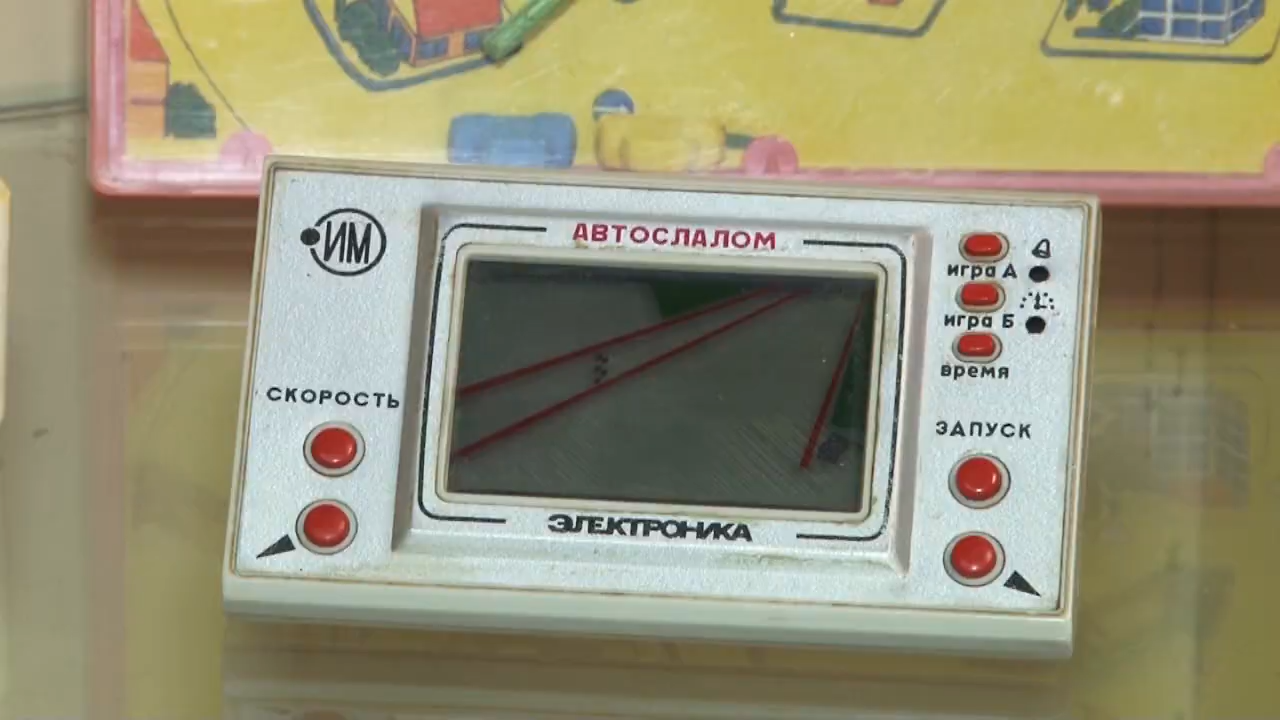 ИМ
АВТОСЛАЛОМ
игра А
игра Б
время
СКОРОСТЬ
ЗАПУСК
ЭЛЕКТРОНИКА